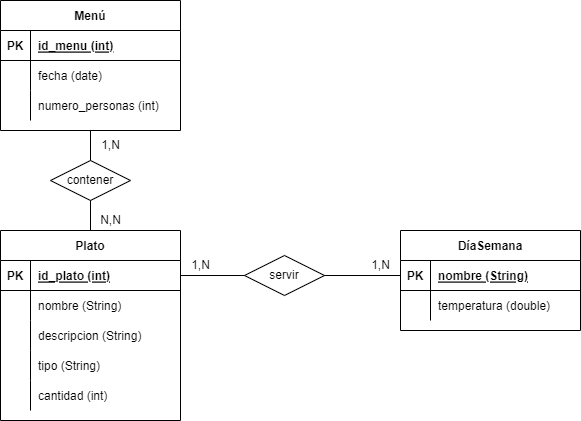 Menú
PK id_menu (int)
fecha (date)
numero_personas (int)
1,N
contener
N,N
Plato
PK id_plato (int)
nombre (String)
descripcion (String)
tipo (String)
cantidad (int)
1,N
servir
1,N
DíaSemana
PK nombre (String)
temperatura (double)